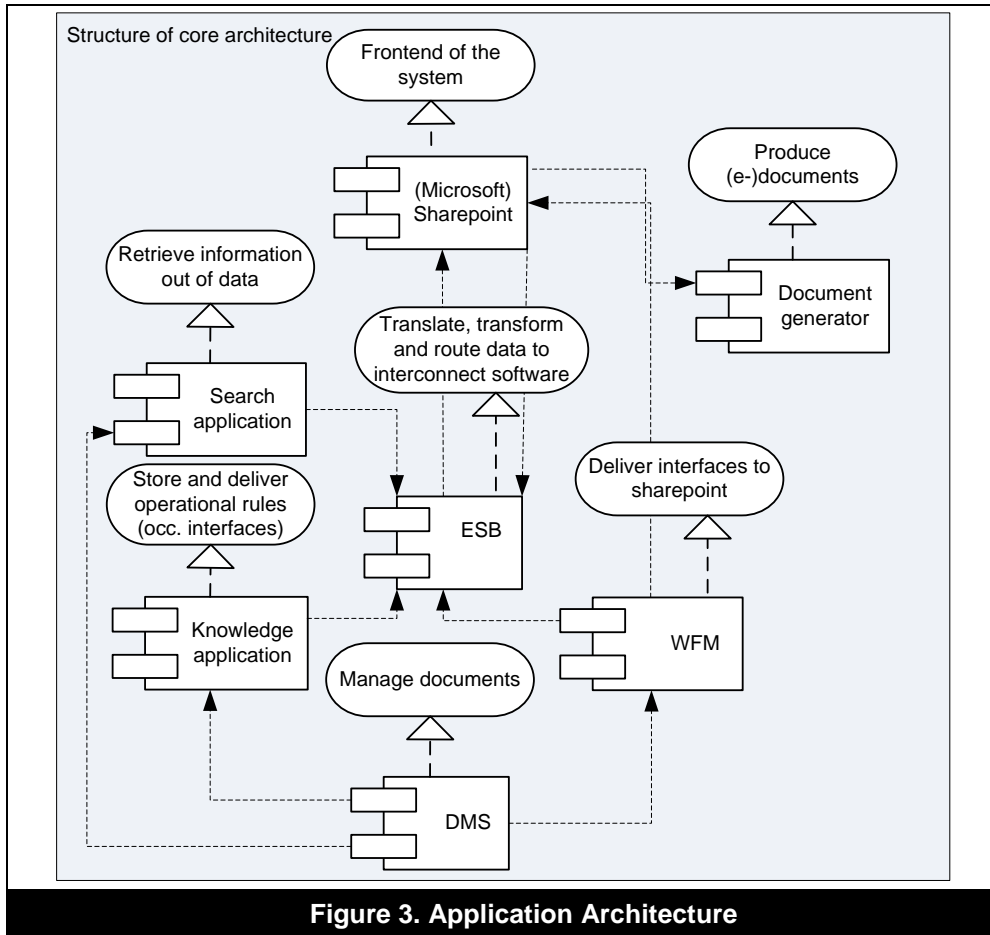 Structure of core architecture
Frontend of the
system
(Microsoft)
Sharepoint
Produce
(e-)documents
Document
generator
Retrieve information
out of data
Search
application
Translate, transform
and route data to
interconnect software
ESB
Store and deliver
operational rules
(occ. interfaces)
Knowledge
application
Deliver interfaces to
sharepoint
WFM
Manage documents
DMS
Figure 3. Application Architecture